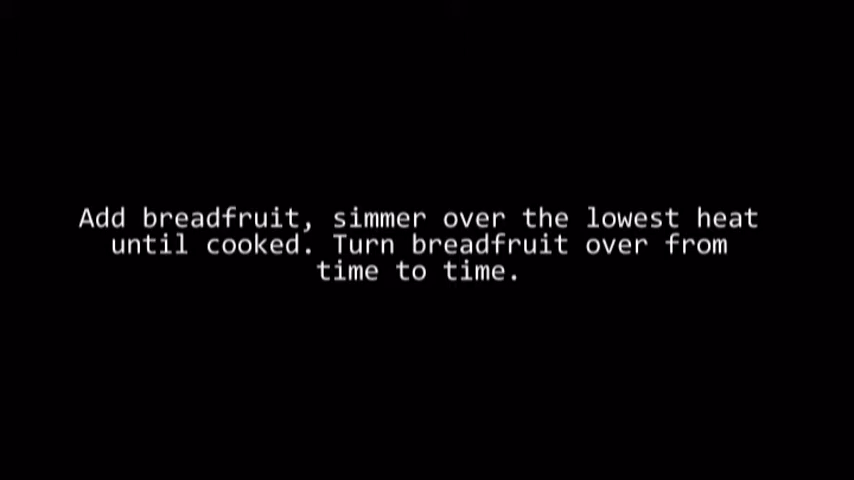 Add breadfruit, simmer over the lowest heat
until cooked. Turn breadfruit over from
time to time.